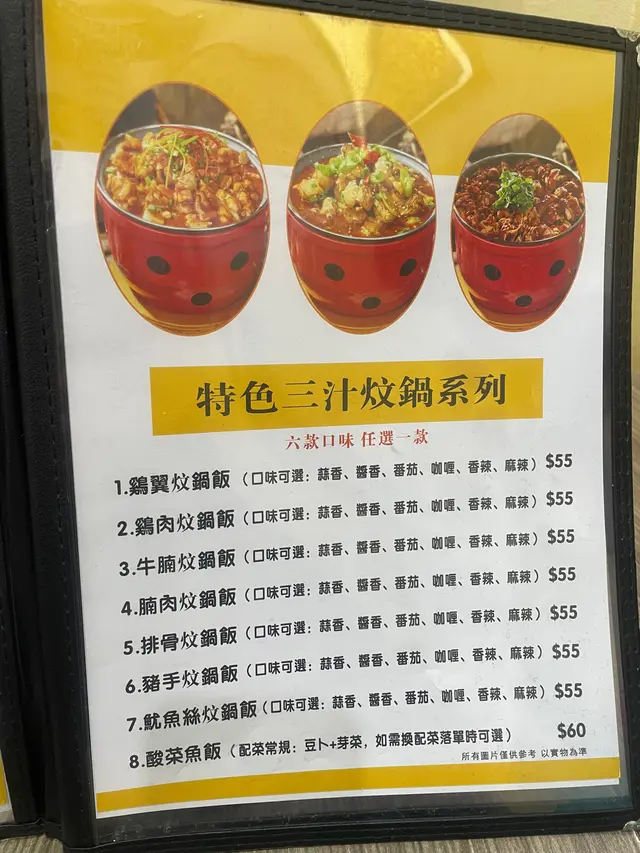 特色三汁炆鍋系列
六款口味 任選一款
1.鷄翼炆鍋飯（口味可選：蒜香、醬香、番茄、咖喱、香辣、麻辣）$55
2.鷄肉炆鍋飯（口味可選：蒜香、醬香、番茄、咖喱、香辣、麻辣）$55
3.牛腩炆鍋飯（口味可選：蒜香、醬香、番茄、咖喱、香辣、麻辣）$55
4.腩肉炆鍋飯（口味可選：蒜香、醬香、番茄、咖喱、香辣、麻辣）$55
5.排骨炆鍋飯（口味可選：蒜香、醬香、番茄、咖喱、香辣、麻辣）$55
6.豬手炆鍋飯（口味可選：蒜香、醬香、番茄、咖喱、香辣、麻辣）$55
7.魷魚絲炆鍋飯（口味可選：蒜香、醬香、番茄、咖喱、香辣、麻辣）$55
8.酸菜魚飯（配菜常規：豆卜+芽菜，如需換配菜落單時可選）$60
所有圖片僅供參考 以實物為準